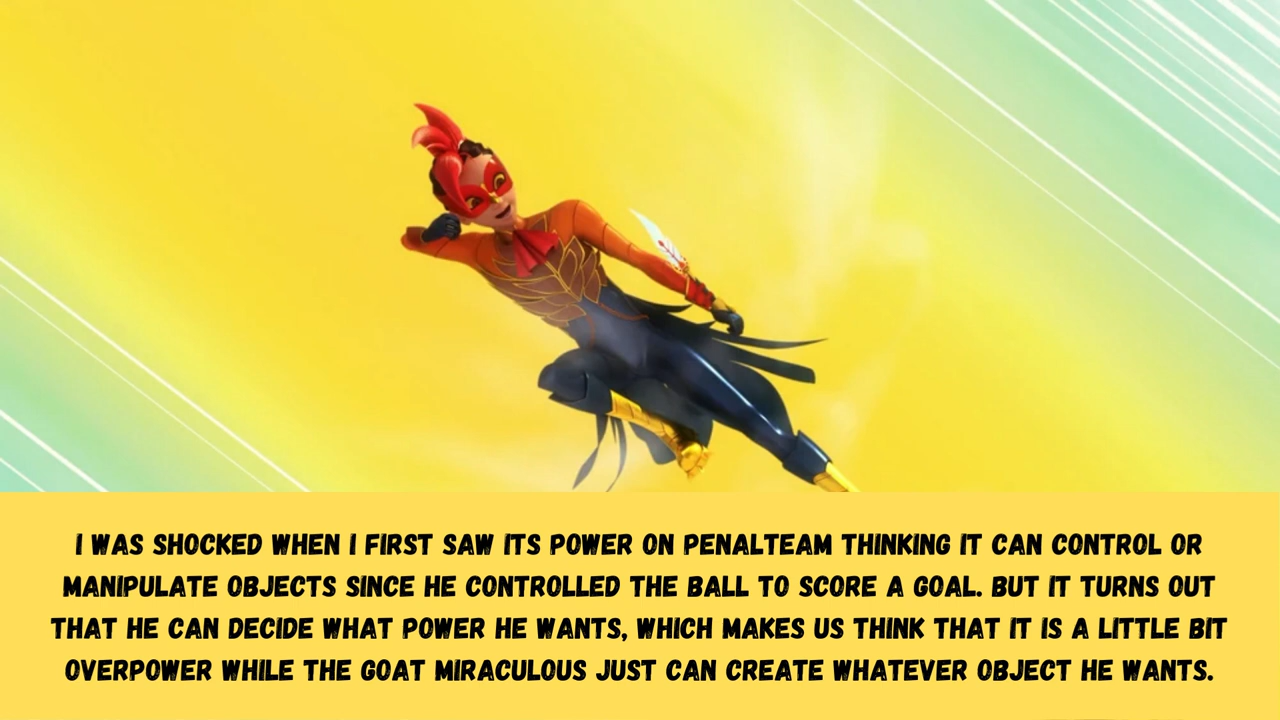 I WAS SHOCKED WHEN I FIRST SAW ITS POWER ON PENALTEAM THINKING IT CAN CONTROL OR
MANIPULATE OBJECTS SINCE HE CONTROLLED THE BALL TO SCORE A GOAL. BUT IT TURNS OUT
THAT HE CAN DECIDE WHAT POWER HE WANTS, WHICH MAKES US THINK THAT IT IS A LITTLE BIT
OVERPOWER WHILE THE GOAT MIRACULOUS JUST CAN CREATE WHATEVER OBJECT HE WANTS.